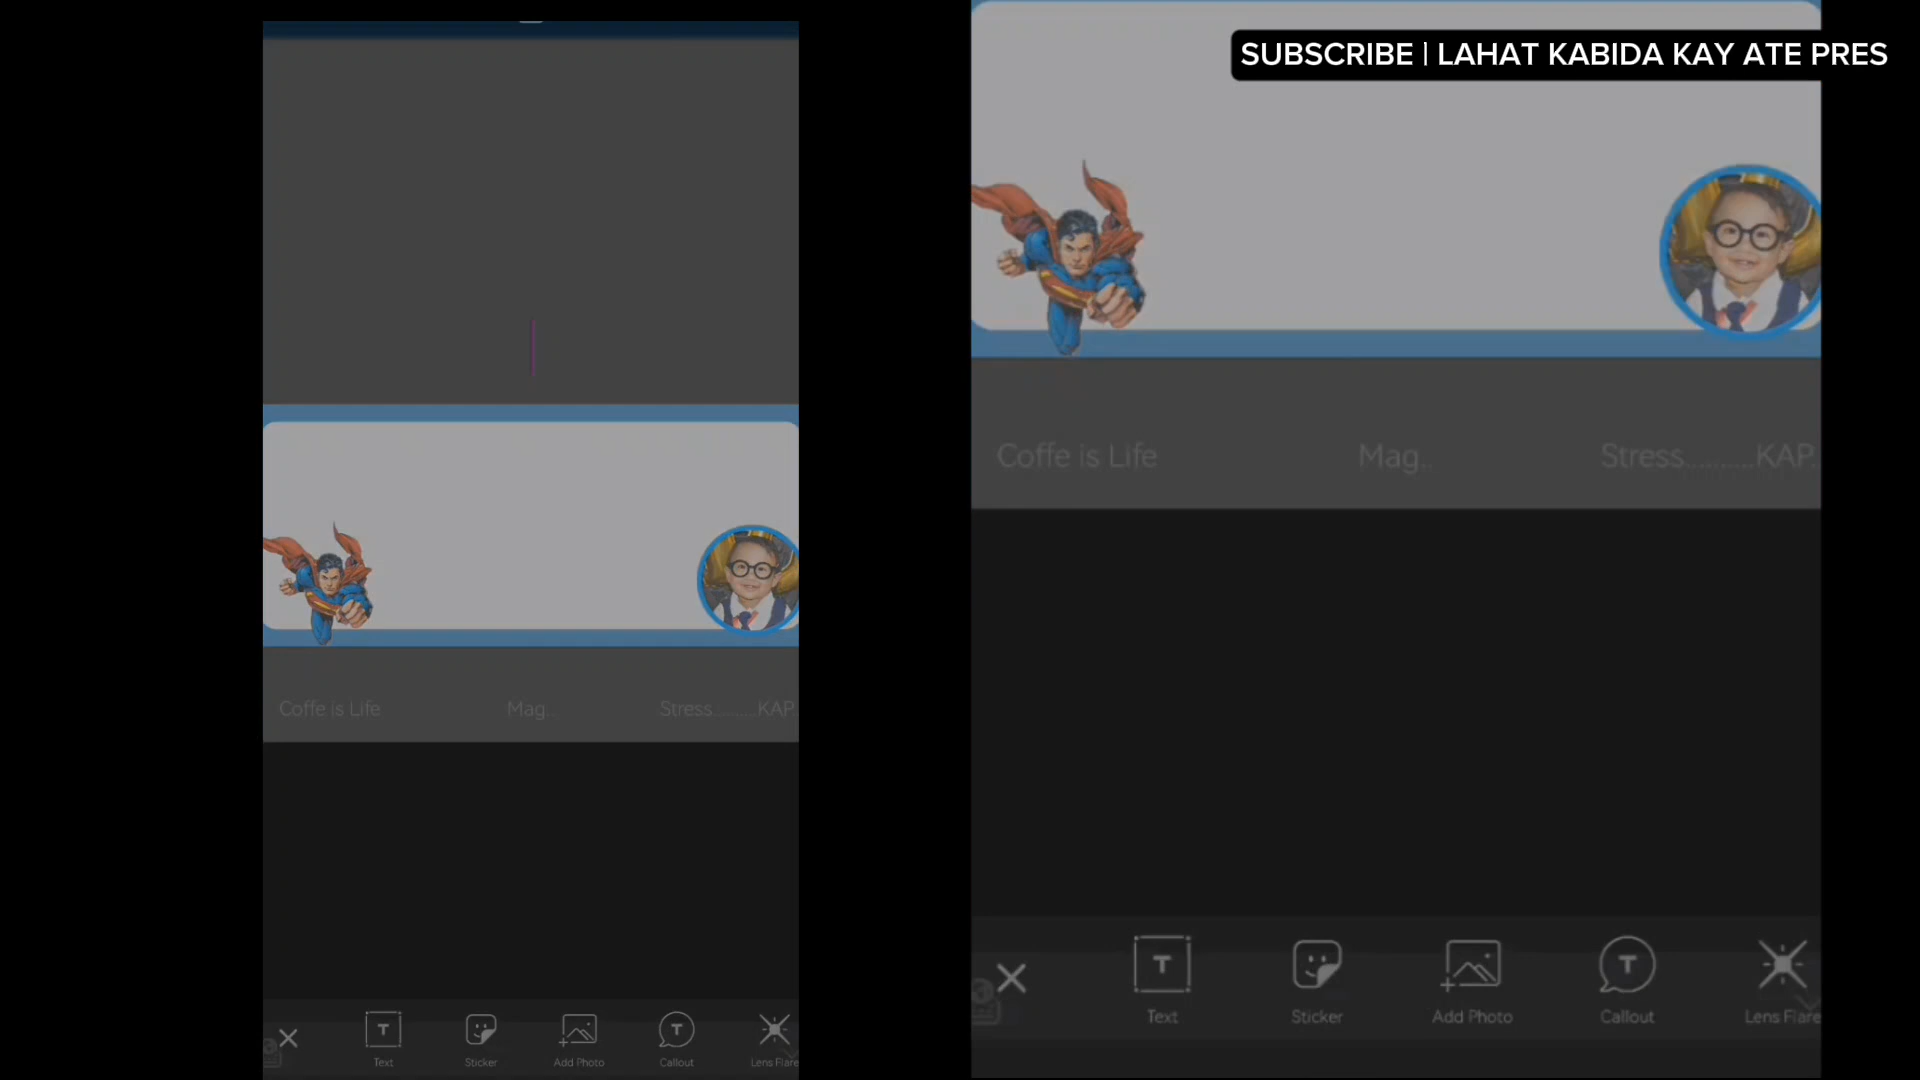 SUBSCRIBE | LAHAT KABIDA KAY ATE PRES
Coffe is Life Mag.. Stress..........KAP.
Text Sticker Add Photo Callout Lens Flare
Coffe is Life Mag.. Stress..........KAP.
Text Sticker Add Photo Callout Lens Flare